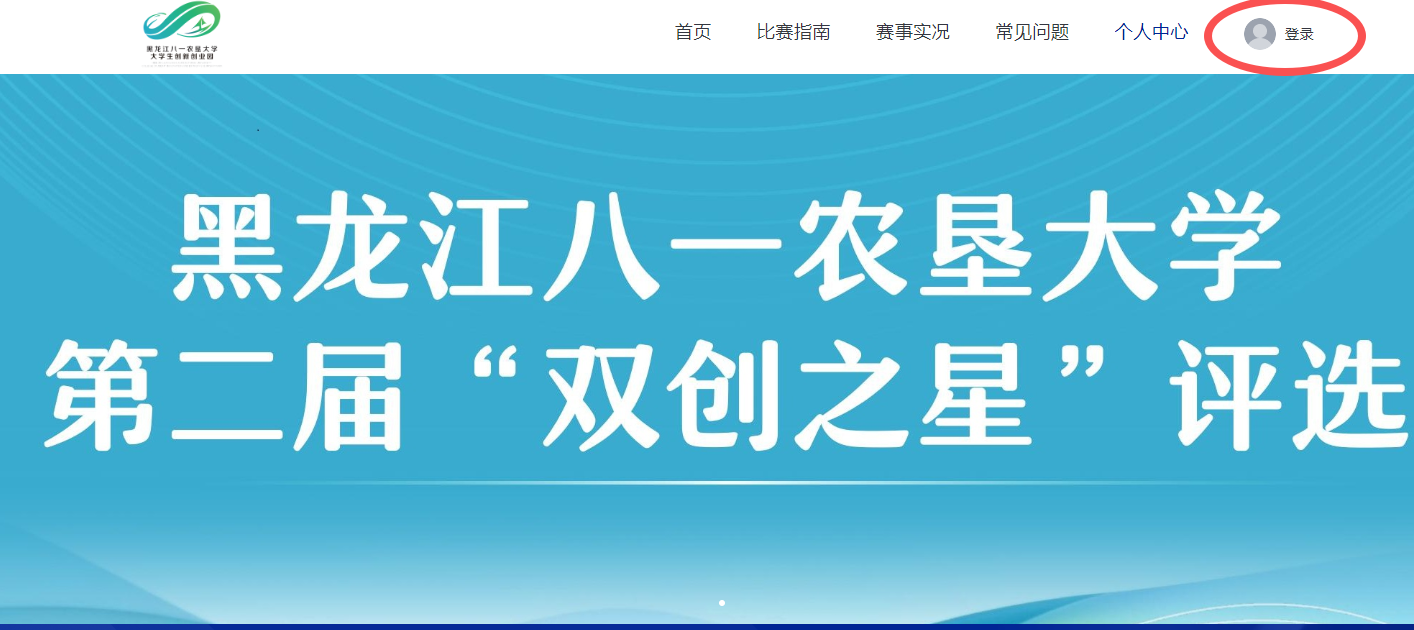 黑龙江八一农垦大学
大学生创新创业园
首页 比赛指南 赛事实况 常见问题 个人中心 登录
黑龙江八一农垦大学
第二届“双创之星”评选